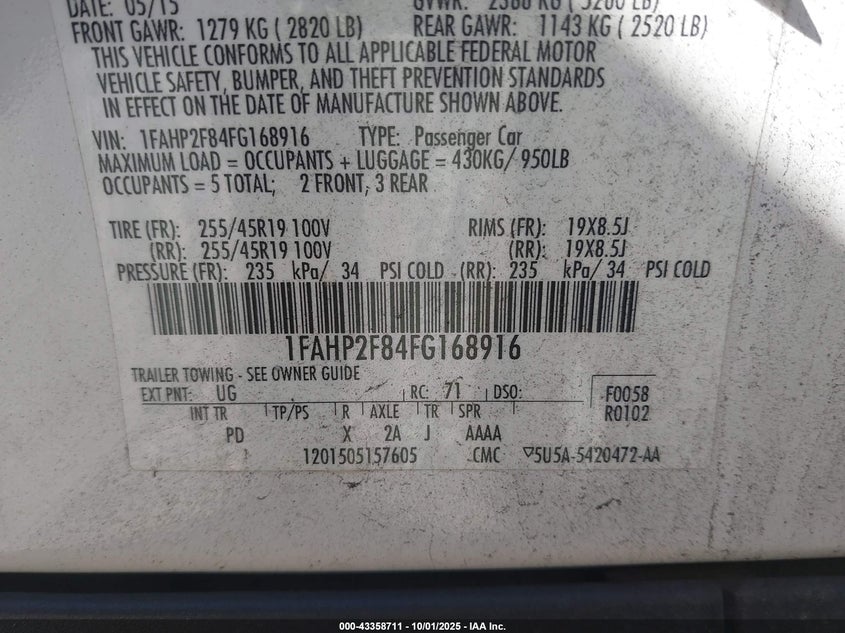 DATE: 05/15 GVWR: 2386 KG ( 5260 LB)
FRONT GAWR: 1279 KG ( 2820 LB) REAR GAWR: 1143 KG ( 2520 LB)
THIS VEHICLE CONFORMS TO ALL APPLICABLE FEDERAL MOTOR
VEHICLE SAFETY, BUMPER, AND THEFT PREVENTION STANDARDS
IN EFFECT ON THE DATE OF MANUFACTURE SHOWN ABOVE.
VIN: 1FAHP2F84FG168916 TYPE: Passenger Car
MAXIMUM LOAD = OCCUPANTS + LUGGAGE = 430KG/ 950LB
OCCUPANTS = 5 TOTAL; 2 FRONT, 3 REAR
TIRE (FR): 255/45R19 100V RIMS (FR): 19X8.5J
(RR): 255/45R19 100V (RR): 19X8.5J
PRESSURE (FR): 235 kPa/ 34 PSI COLD (RR): 235 kPa/ 34 PSI COLD
1FAHP2F84FG168916
TRAILER TOWING - SEE OWNER GUIDE
EXT PNT: UG RC: 71 DSO: F0058
INT TR TP/PS R AXLE TR SPR R0102
PD X 2A J AAAA
1201505157605 CMC 5U5A-5420472-AA
000-43358711 - 10/01/2025 - IAA Inc.